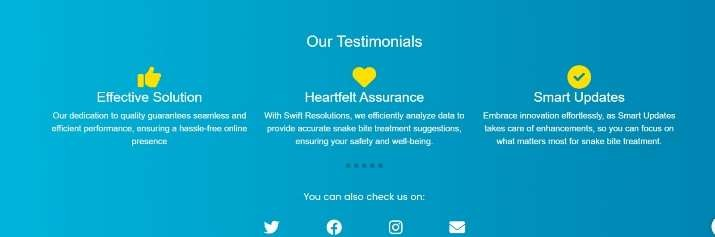 Our Testimonials
Effective Solution
Our dedication to quality guarantees seamless and
efficient performance, ensuring a hassle-free online
presence
Heartfelt Assurance
With Swift Resolutions, we efficiently analyze data to
provide accurate snake bite treatment suggestions,
ensuring your safety and well-being.
Smart Updates
Embrace innovation effortlessly, as Smart Updates
takes care of enhancements, so you can focus on
what matters most for snake bite treatment.
You can also check us on: